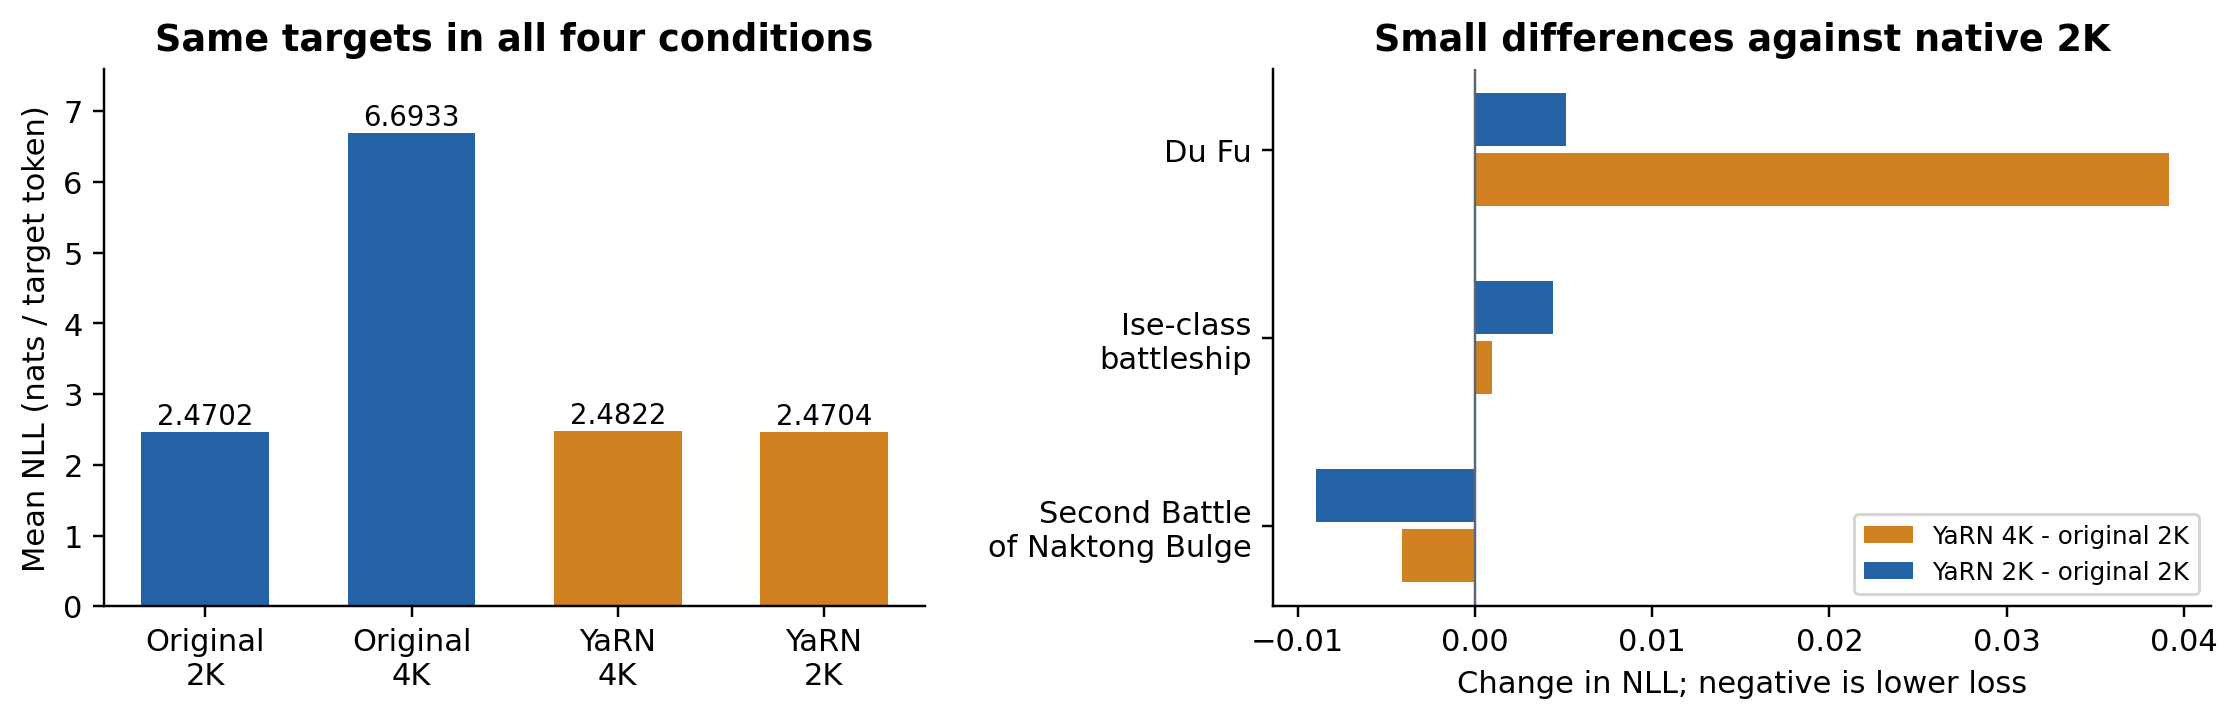 Same targets in all four conditions
Mean NLL (nats / target token)
7
6
5
4
3
2
1
0
2.4702
6.6933
2.4822
2.4704
Original
2K
Original
4K
YaRN
4K
YaRN
2K
Small differences against native 2K
Du Fu
Ise-class
battleship
Second Battle
of Naktong Bulge
YaRN 4K - original 2K
YaRN 2K - original 2K
−0.01
0.00
0.01
0.02
0.03
0.04
Change in NLL; negative is lower loss